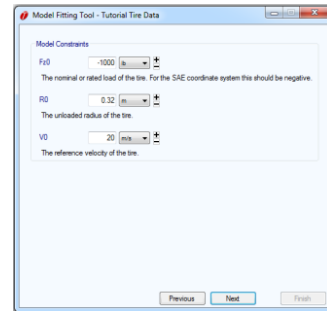 Model Fitting Tool - Tutorial Tire Data
Model Constraints
Fz0 -1000 lb
The nominal or rated load of the tire. For the SAE coordinate system this should be negative.
R0 0.32 m
The unloaded radius of the tire.
V0 20 m/s
The reference velocity of the tire.
Previous Next Finish